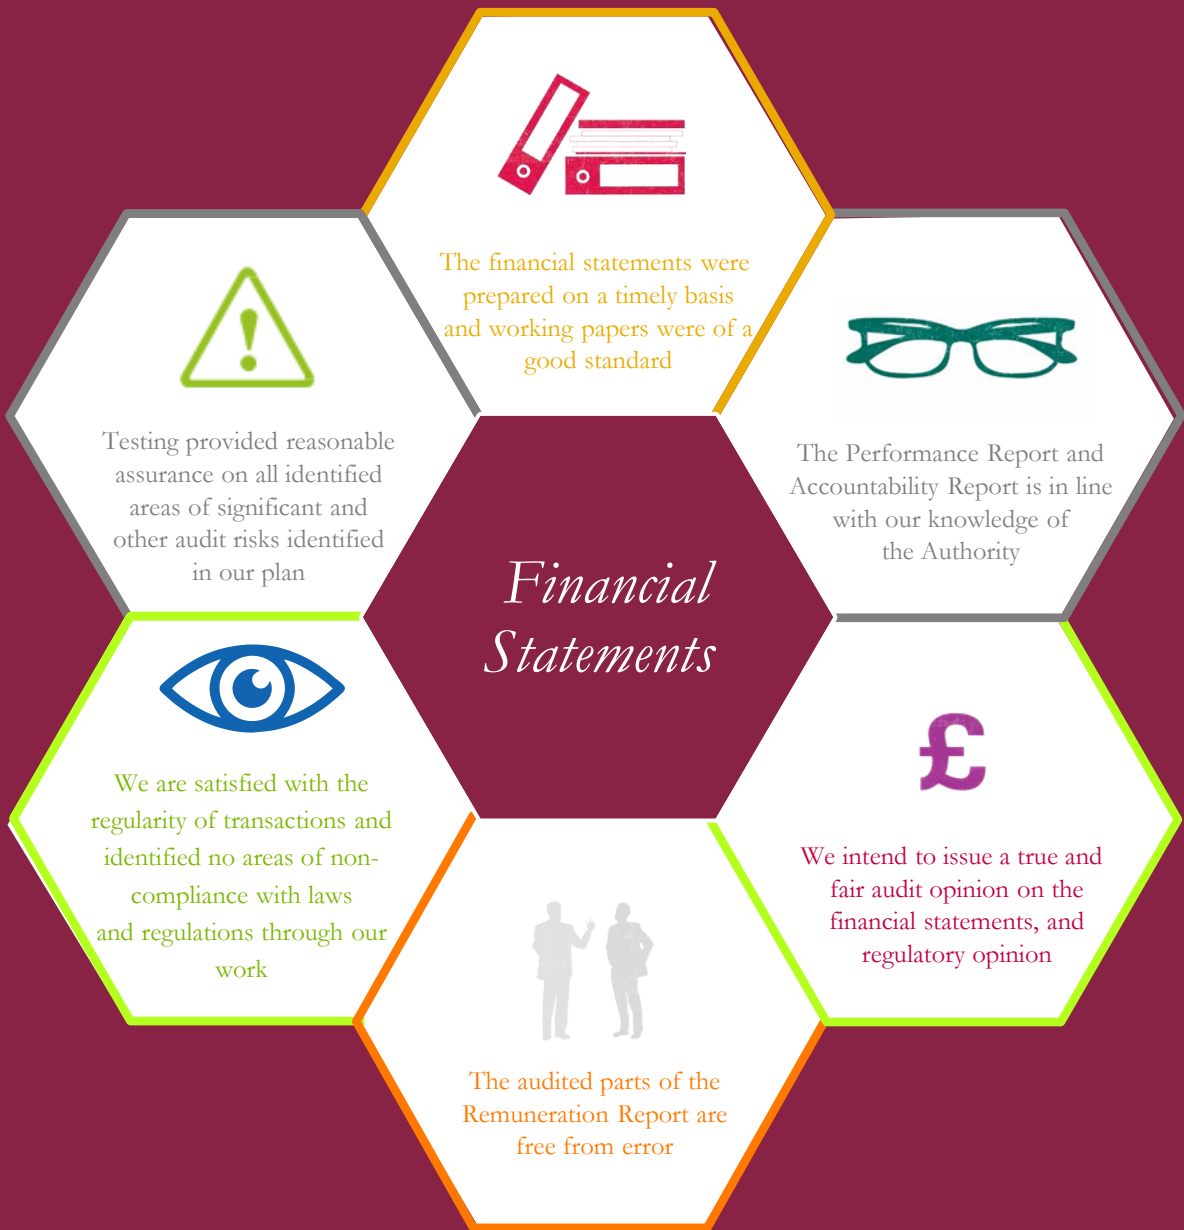 The financial statements were
prepared on a timely basis
and working papers were of a
good standard
Testing provided reasonable
assurance on all identified
areas of significant and
other audit risks identified
in our plan
The Performance Report and
Accountability Report is in line
with our knowledge of
the Authority
Financial
Statements
We are satisfied with the
regularity of transactions and
identified no areas of non-
compliance with laws
and regulations through our
work
£
We intend to issue a true and
fair audit opinion on the
financial statements, and
regulatory opinion
The audited parts of the
Remuneration Report are
free from error